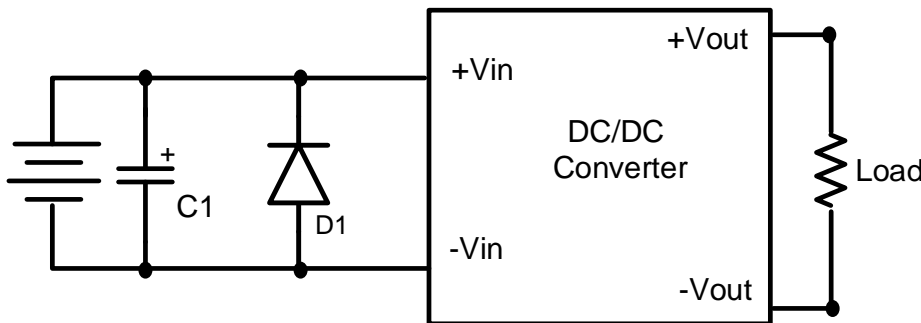 +Vout
+Vin
DC/DC
Converter
+
C1
D1
Load
-Vin
-Vout